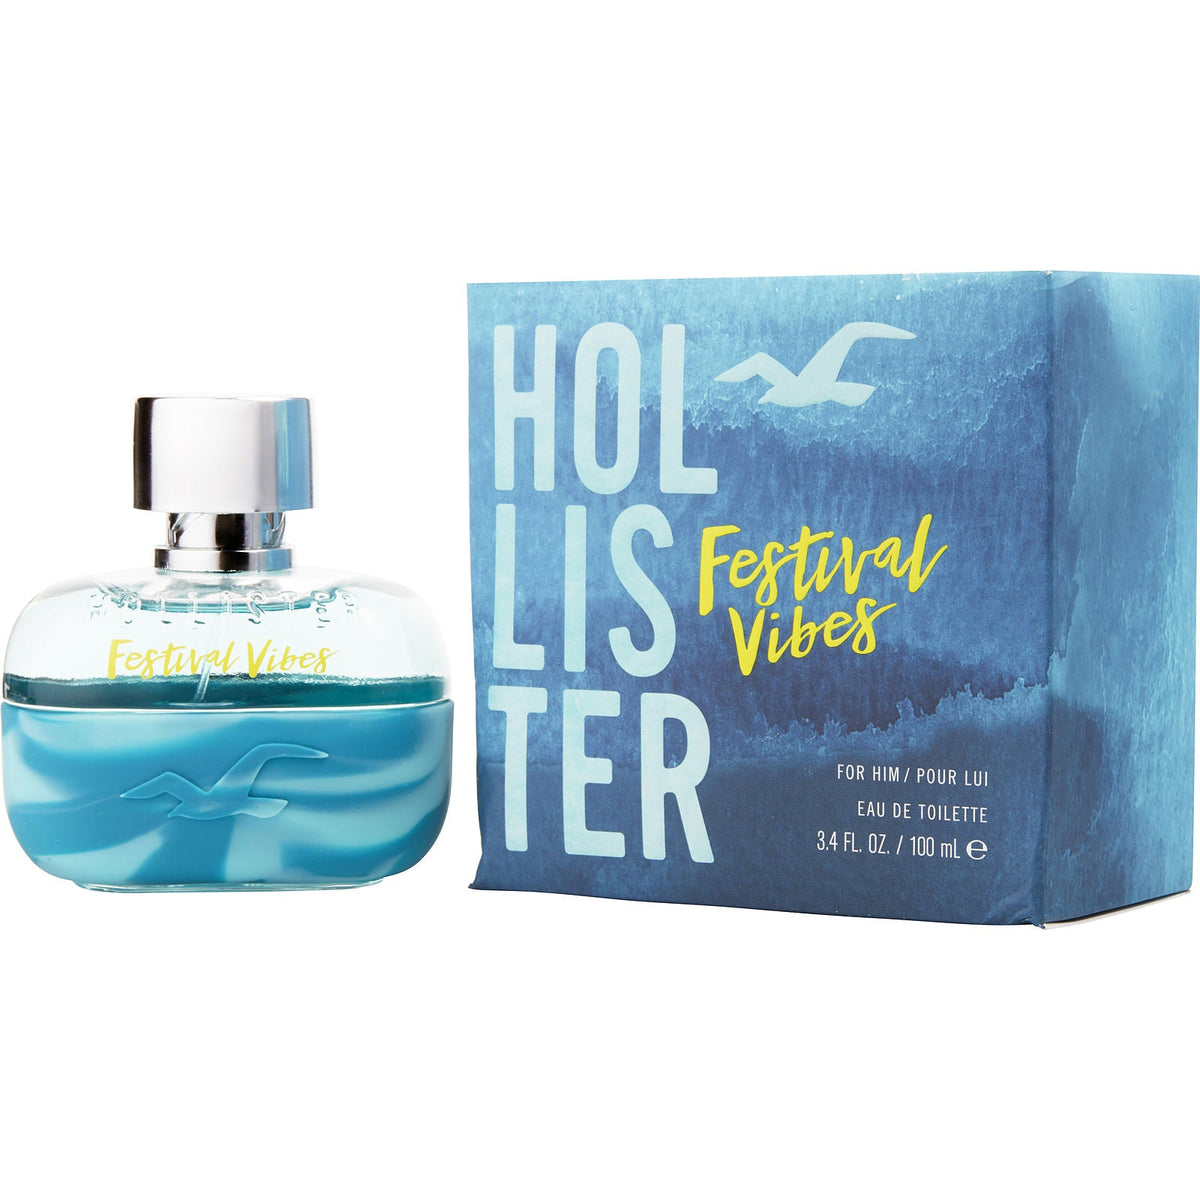 Festival Vibes
HOL
LIS
TER
Festival
Vibes
FOR HIM / POUR LUI
EAU DE TOILETTE
3.4 FL. OZ. / 100 mL ℮